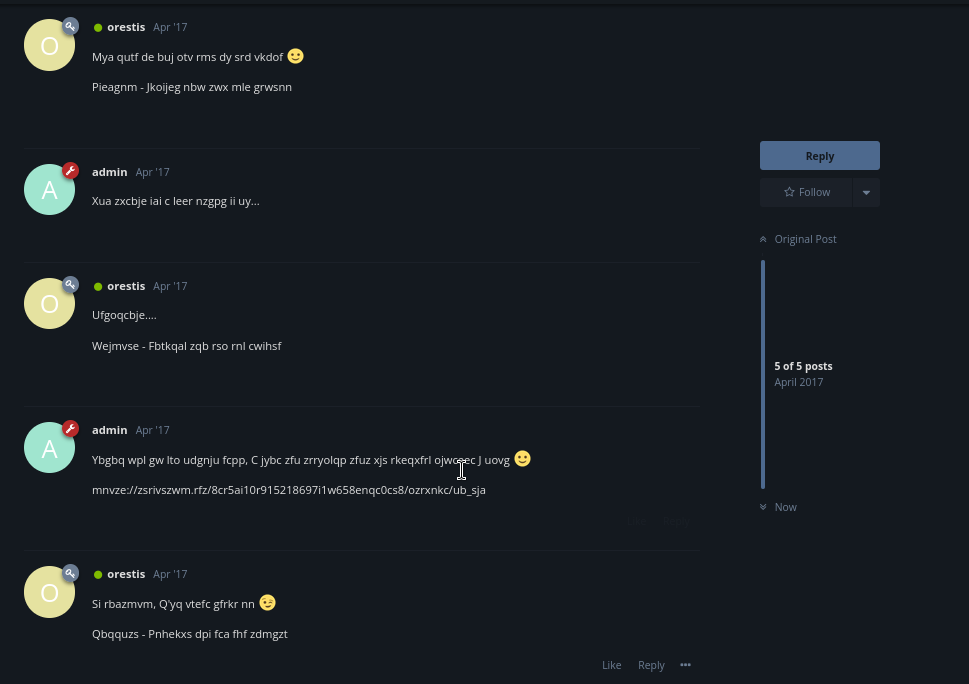 O
orestis Apr '17
Mya qutf de buj otv rms dy srd vkdof 🙂
Pieagnm - Jkoijeg nbw zwx mle grwsnn
A
admin Apr '17
Xua zxcbje iai c leer nzgpg ii uy...
O
orestis Apr '17
Ufgoqcbje....
Wejmvse - Fbtkqal zqb rso rnl cwihsf
A
admin Apr '17
Ybgbq wpl gw lto udgnju fcpp, C jybc zfu zrryolqp zfuz xjs rkeqxfrl J uovg 🙂
mnvze://zsrivszwm.rfz/8cr5ai10r915218697i1w658enqc0cs8/ozrxnkc/ub_sja
O
orestis Apr '17
Si rbazmvm, Q'yq vtefc gfrkr nn 😉
Qbqquzs - Pnhekxs dpi fca fhf zdmgzt
Like Reply •••
Reply
Follow
Original Post
5 of 5 posts
April 2017
Now